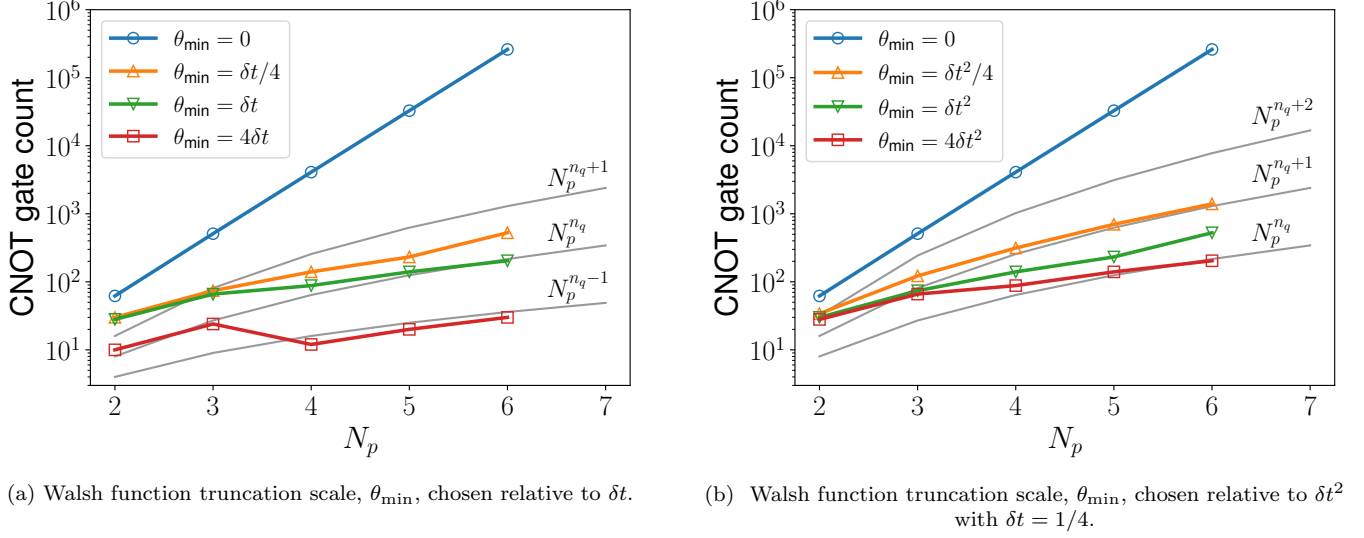 10^6
10^5
10^4
10^3
10^2
10^1
CNOT gate count
θ_min = 0
θ_min = δt/4
θ_min = δt
θ_min = 4δt
N_p^{n_q+1}
N_p^{n_q}
N_p^{n_q−1}
2 3 4 5 6 7
N_p
(a) Walsh function truncation scale, θ_min, chosen relative to δt.
10^6
10^5
10^4
10^3
10^2
10^1
CNOT gate count
θ_min = 0
θ_min = δt^2/4
θ_min = δt^2
θ_min = 4δt^2
N_p^{n_q+2}
N_p^{n_q+1}
N_p^{n_q}
2 3 4 5 6 7
N_p
(b) Walsh function truncation scale, θ_min, chosen relative to δt^2
with δt = 1/4.